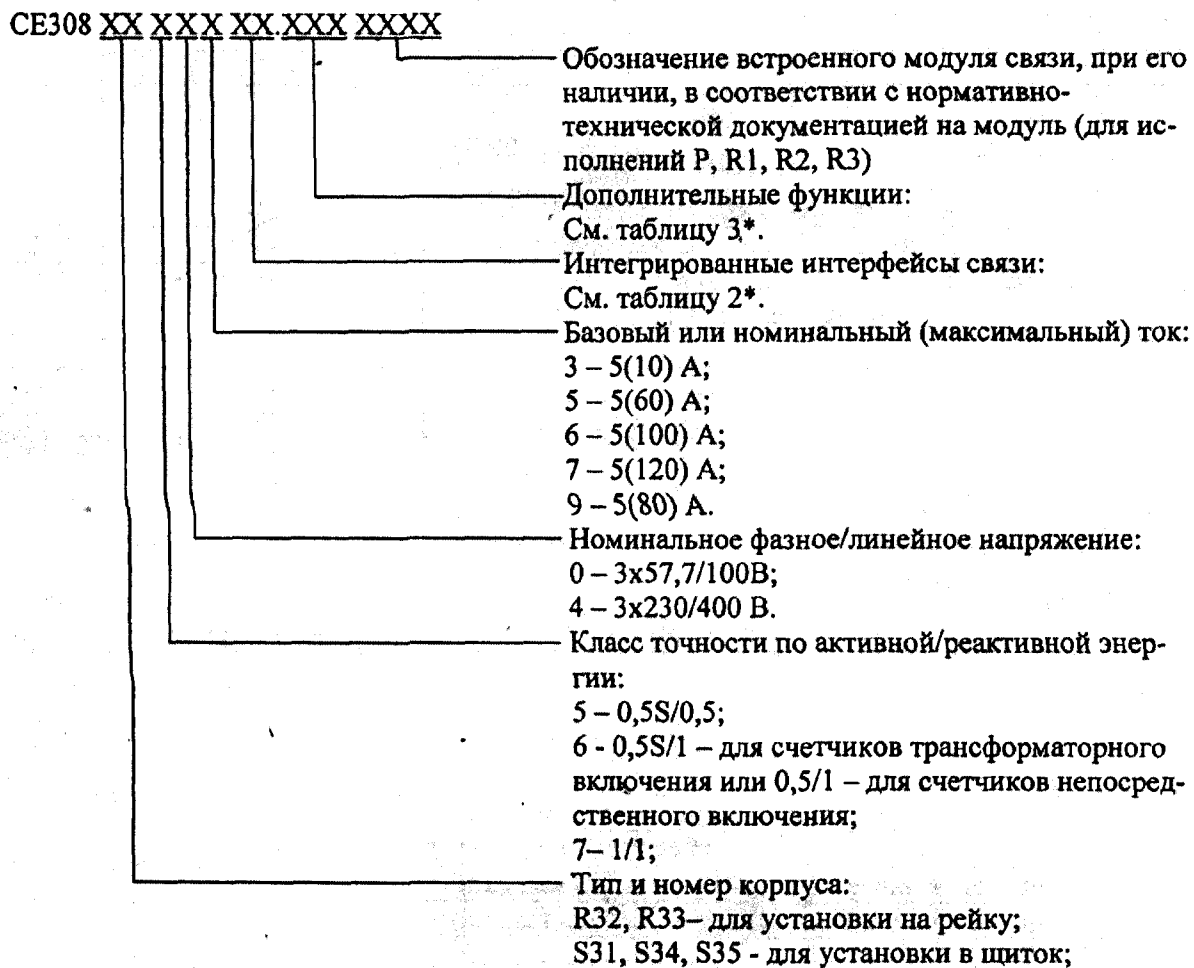 CE308 XX XXX XX.XXX XXXX
Обозначение встроенного модуля связи, при его
наличии, в соответствии с нормативно-
технической документацией на модуль (для ис-
полнений P, R1, R2, R3)
Дополнительные функции:
См. таблицу 3*.
Интегрированные интерфейсы связи:
См. таблицу 2*.
Базовый или номинальный (максимальный) ток:
3 – 5(10) А;
5 – 5(60) А;
6 – 5(100) А;
7 – 5(120) А;
9 – 5(80) А.
Номинальное фазное/линейное напряжение:
0 – 3x57,7/100В;
4 – 3x230/400 В.
Класс точности по активной/реактивной энер-
гии:
5 – 0,5S/0,5;
6 - 0,5S/1 – для счетчиков трансформаторного
включения или 0,5/1 – для счетчиков непосред-
ственного включения;
7– 1/1;
Тип и номер корпуса:
R32, R33– для установки на рейку;
S31, S34, S35 - для установки в щиток;